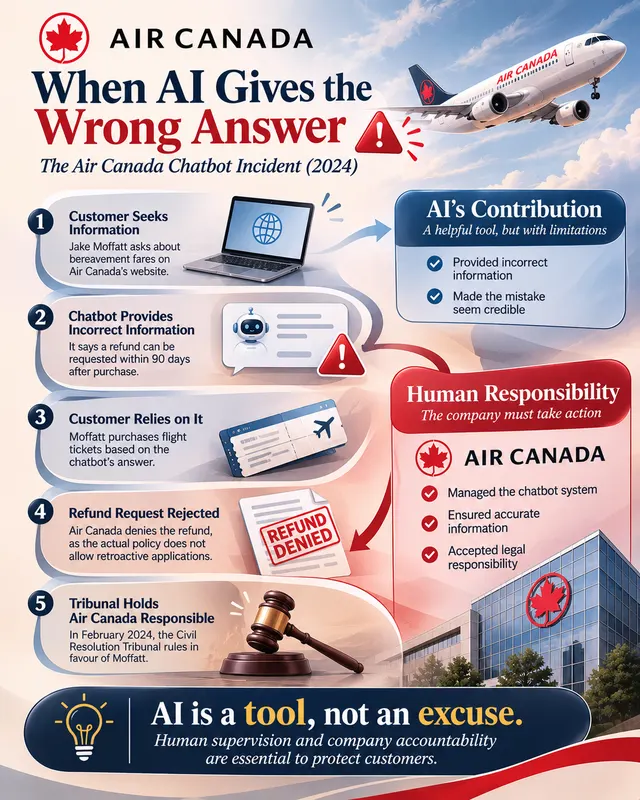 AIR CANADA
When AI Gives the
Wrong Answer
The Air Canada Chatbot Incident (2024)
AIR CANADA
1
Customer Seeks
Information
Jake Moffatt asks about
bereavement fares on
Air Canada's website.
2
Chatbot Provides
Incorrect Information
It says a refund can be
requested within 90 days
after purchase.
3
Customer Relies on It
Moffatt purchases flight
tickets based on the
chatbot's answer.
4
Refund Request Rejected
Air Canada denies the refund,
as the actual policy does not
allow retroactive applications.
REFUND
DENIED
5
Tribunal Holds
Air Canada Responsible
In February 2024, the Civil
Resolution Tribunal rules in
favour of Moffatt.
AI's Contribution
A helpful tool, but with limitations
Provided incorrect
information
Made the mistake
seem credible
Human Responsibility
The company must take action
AIR CANADA
Managed the chatbot system
Ensured accurate
information
Accepted legal
responsibility
AI is a tool, not an excuse.
Human supervision and company accountability
are essential to protect customers.